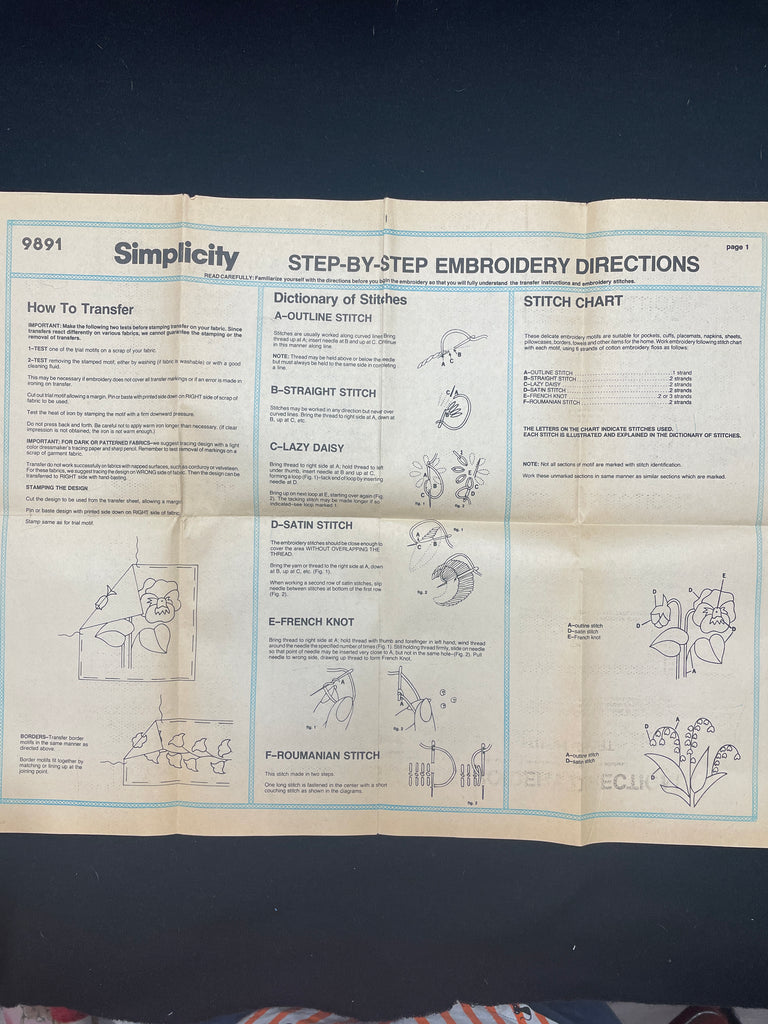 9891
Simplicity
STEP-BY-STEP EMBROIDERY DIRECTIONS
page 1
READ CAREFULLY: Familiarize yourself with the directions before you begin the embroidery so that you will fully understand the transfer instructions and embroidery stitches.
How To Transfer
IMPORTANT: Make the following two tests before stamping transfer on your fabric. Since
transfers react differently on various fabrics, we cannot guarantee the stamping or the
removal of transfers.
1–TEST one of the trial motifs on a scrap of your fabric.
2–TEST removing the stamped motif, either by washing (if fabric is washable) or with a good
cleaning fluid.
This may be necessary if embroidery does not cover all transfer markings or if an error is made in
ironing on transfer.
Cut out trial motif allowing a margin. Pin or baste with printed side down on RIGHT side of scrap of
fabric to be used.
Test the heat of iron by stamping the motif with a firm downward pressure.
Do not press back and forth. Be careful not to apply warm iron longer than necessary. (If clear
impression is not obtained, the iron is not warm enough.)
IMPORTANT: FOR DARK OR PATTERNED FABRICS–we suggest tracing design with a light
color dressmaker's tracing paper and sharp pencil. Remember to test removal of markings on a
scrap of garment fabric.
Transfer do not work successfully on fabrics with napped surfaces, such as corduroy or velveteen.
For these fabrics, we suggest tracing the design on WRONG side of fabric. Then the design can be
transferred to RIGHT side with hand-basting.
STAMPING THE DESIGN
Cut the design to be used from the transfer sheet, allowing a margin.
Pin or baste design with printed side down on RIGHT side of fabric.
Stamp same as for trial motif.
BORDERS–Transfer border
motifs in the same manner as
directed above.
Border motifs fit together by
matching or lining up at the
joining point.
Dictionary of Stitches
A–OUTLINE STITCH
Stitches are usually worked along curved lines. Bring
thread up at A; insert needle at B and up at C. Continue
in this manner along line.
NOTE: Thread may be held above or below the needle
but must always be held to the same side in completing
a line.
A
C
B
B–STRAIGHT STITCH
Stitches may be worked in any direction but never over
curved lines. Bring the thread to right side at A, down at
B, up at C, etc.
C
A
B
C–LAZY DAISY
Bring thread to right side at A; hold thread to left
under thumb, insert needle at B and up at C,
forming a loop (Fig. 1)–tack end of loop by inserting
needle at D.
Bring up on next loop at E, starting over again (Fig.
2). The tacking stitch may be made longer if so
indicated–see loop marked 1.
A
B
C
fig. 1
E
C
D
fig. 2
D–SATIN STITCH
The embroidery stitches should be close enough to
cover the area WITHOUT OVERLAPPING THE
THREAD.
Bring the yarn or thread to the right side at A, down
at B, up at C, etc. (Fig. 1).
When working a second row of satin stitches, slip
needle between stitches at bottom of the first row
(Fig. 2).
fig. 1
A
C
B
fig. 2
E–FRENCH KNOT
Bring thread to right side at A; hold thread with thumb and forefinger in left hand, wind thread
around the needle the specified number of times (Fig. 1). Still holding thread firmly, slide on needle
so that point of needle may be inserted very close to A, but not in the same hole–(Fig. 2). Pull
needle to wrong side, drawing up thread to form French Knot.
A
fig. 1
A
fig. 2
F–ROUMANIAN STITCH
This stitch made in two steps.
One long stitch is fastened in the center with a short
couching stitch as shown in the diagrams.
fig. 2
STITCH CHART
These delicate embroidery motifs are suitable for pockets, cuffs, placemats, napkins, sheets,
pillowcases, borders, towels and other items for the home. Work embroidery following stitch chart
with each motif, using 6 strands of cotton embroidery floss as follows:
A–OUTLINE STITCH 1 strand
B–STRAIGHT STITCH 2 strands
C–LAZY DAISY 2 strands
D–SATIN STITCH 2 strands
E–FRENCH KNOT 2 or 3 strands
F–ROUMANIAN STITCH 2 strands
THE LETTERS ON THE CHART INDICATE STITCHES USED.
EACH STITCH IS ILLUSTRATED AND EXPLAINED IN THE DICTIONARY OF STITCHES.
NOTE: Not all sections of motif are marked with stitch identification.
Work these unmarked sections in same manner as similar sections which are marked.
A–outline stitch
D–satin stitch
E–French knot
D
D
E
D
D
A
A–outline stitch
D–satin stitch
D
A
D
A